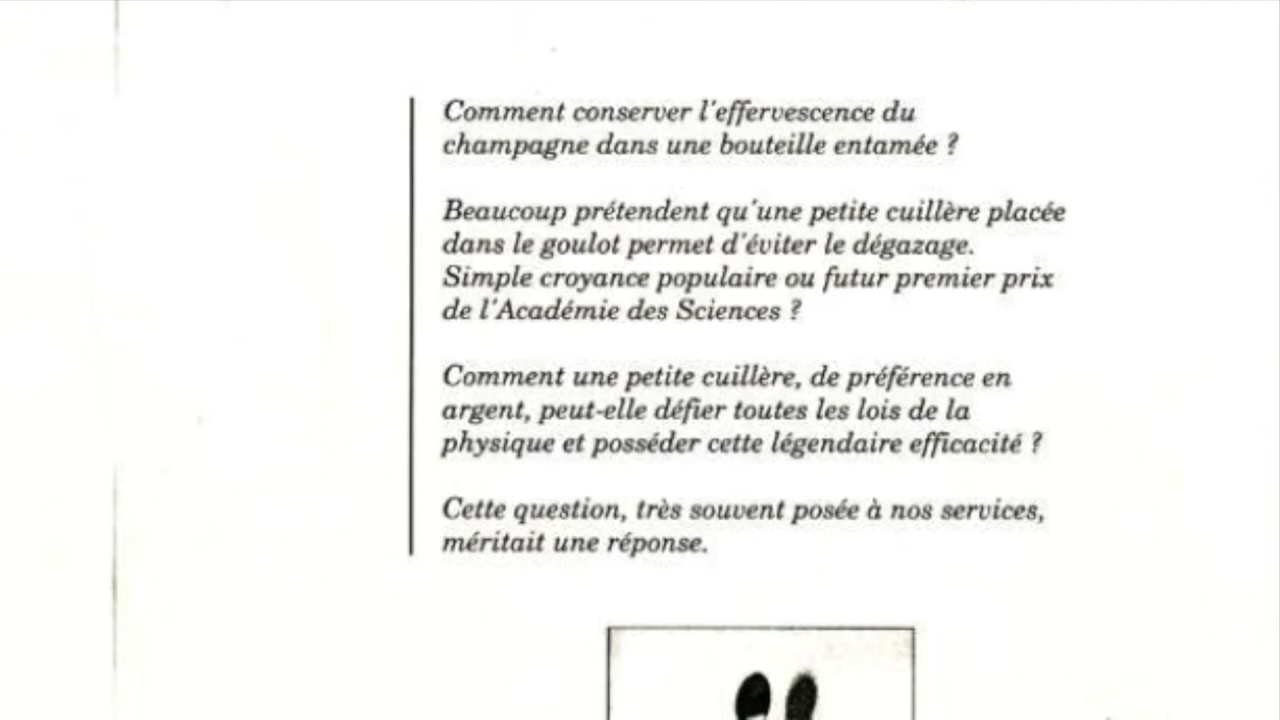 Comment conserver l'effervescence du
champagne dans une bouteille entamée ?
Beaucoup prétendent qu'une petite cuillère placée
dans le goulot permet d'éviter le dégazage.
Simple croyance populaire ou futur premier prix
de l'Académie des Sciences ?
Comment une petite cuillère, de préférence en
argent, peut-elle défier toutes les lois de la
physique et posséder cette légendaire efficacité ?
Cette question, très souvent posée à nos services,
méritait une réponse.